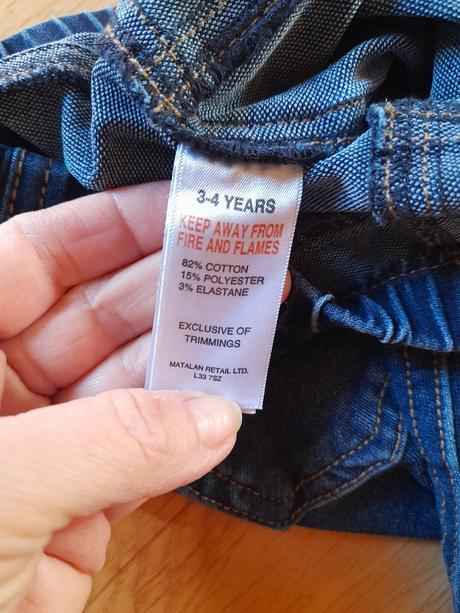 3-4 YEARS
KEEP AWAY FROM
FIRE AND FLAMES
82% COTTON
15% POLYESTER
3% ELASTANE
EXCLUSIVE OF
TRIMMINGS
MATALAN RETAIL LTD.
L33 7SZ